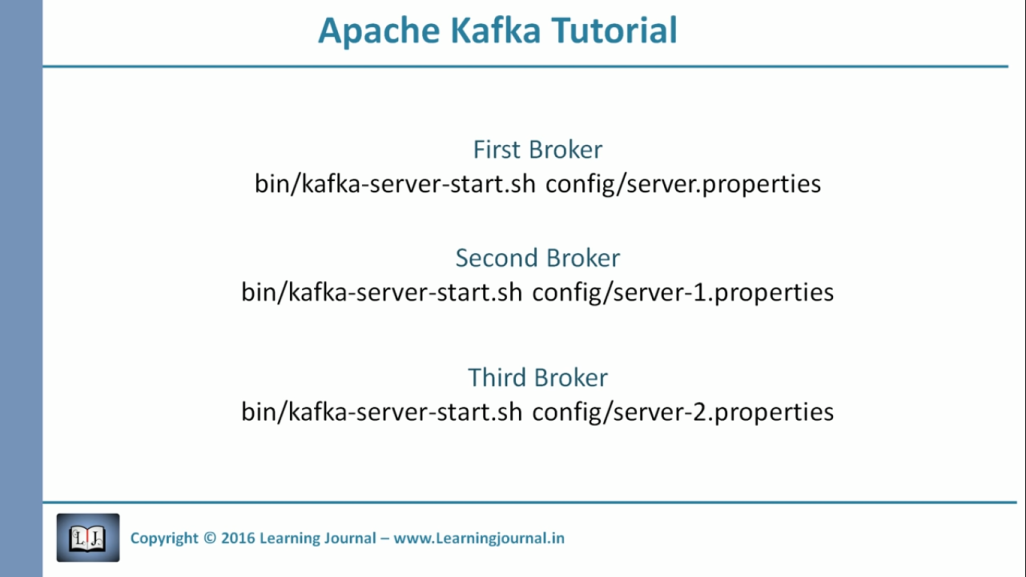 Apache Kafka Tutorial
First Broker
bin/kafka-server-start.sh config/server.properties
Second Broker
bin/kafka-server-start.sh config/server-1.properties
Third Broker
bin/kafka-server-start.sh config/server-2.properties
LJ
Copyright © 2016 Learning Journal – www.Learningjournal.in